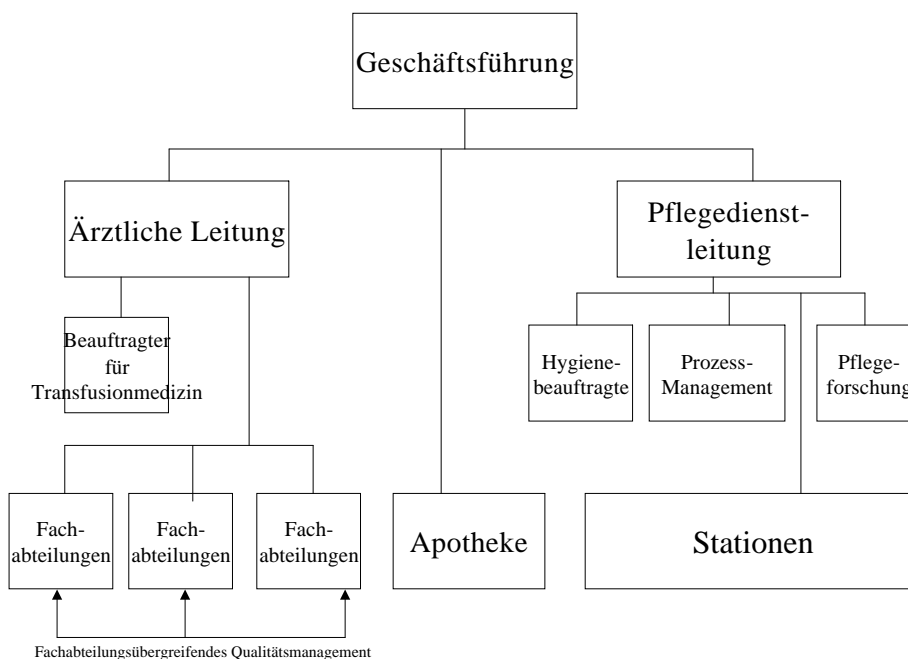 Geschäftsführung
Ärztliche Leitung
Pflegedienst-
leitung
Beauftragter
für
Transfusionmedizin
Hygiene-
beauftragte
Prozess-
Management
Pflege-
forschung
Fach-
abteilungen
Fach-
abteilungen
Fach-
abteilungen
Apotheke
Stationen
Fachabteilungsübergreifendes Qualitätsmanagement